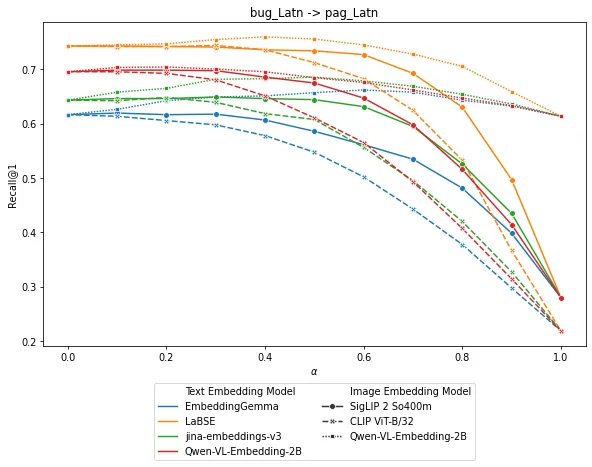 bug_Latn -> pag_Latn
Recall@1
0.7
0.6
0.5
0.4
0.3
0.2
0.0 0.2 0.4 0.6 0.8 1.0
α
Text Embedding Model Image Embedding Model
EmbeddingGemma SigLIP 2 So400m
LaBSE CLIP ViT-B/32
jina-embeddings-v3 Qwen-VL-Embedding-2B
Qwen-VL-Embedding-2B